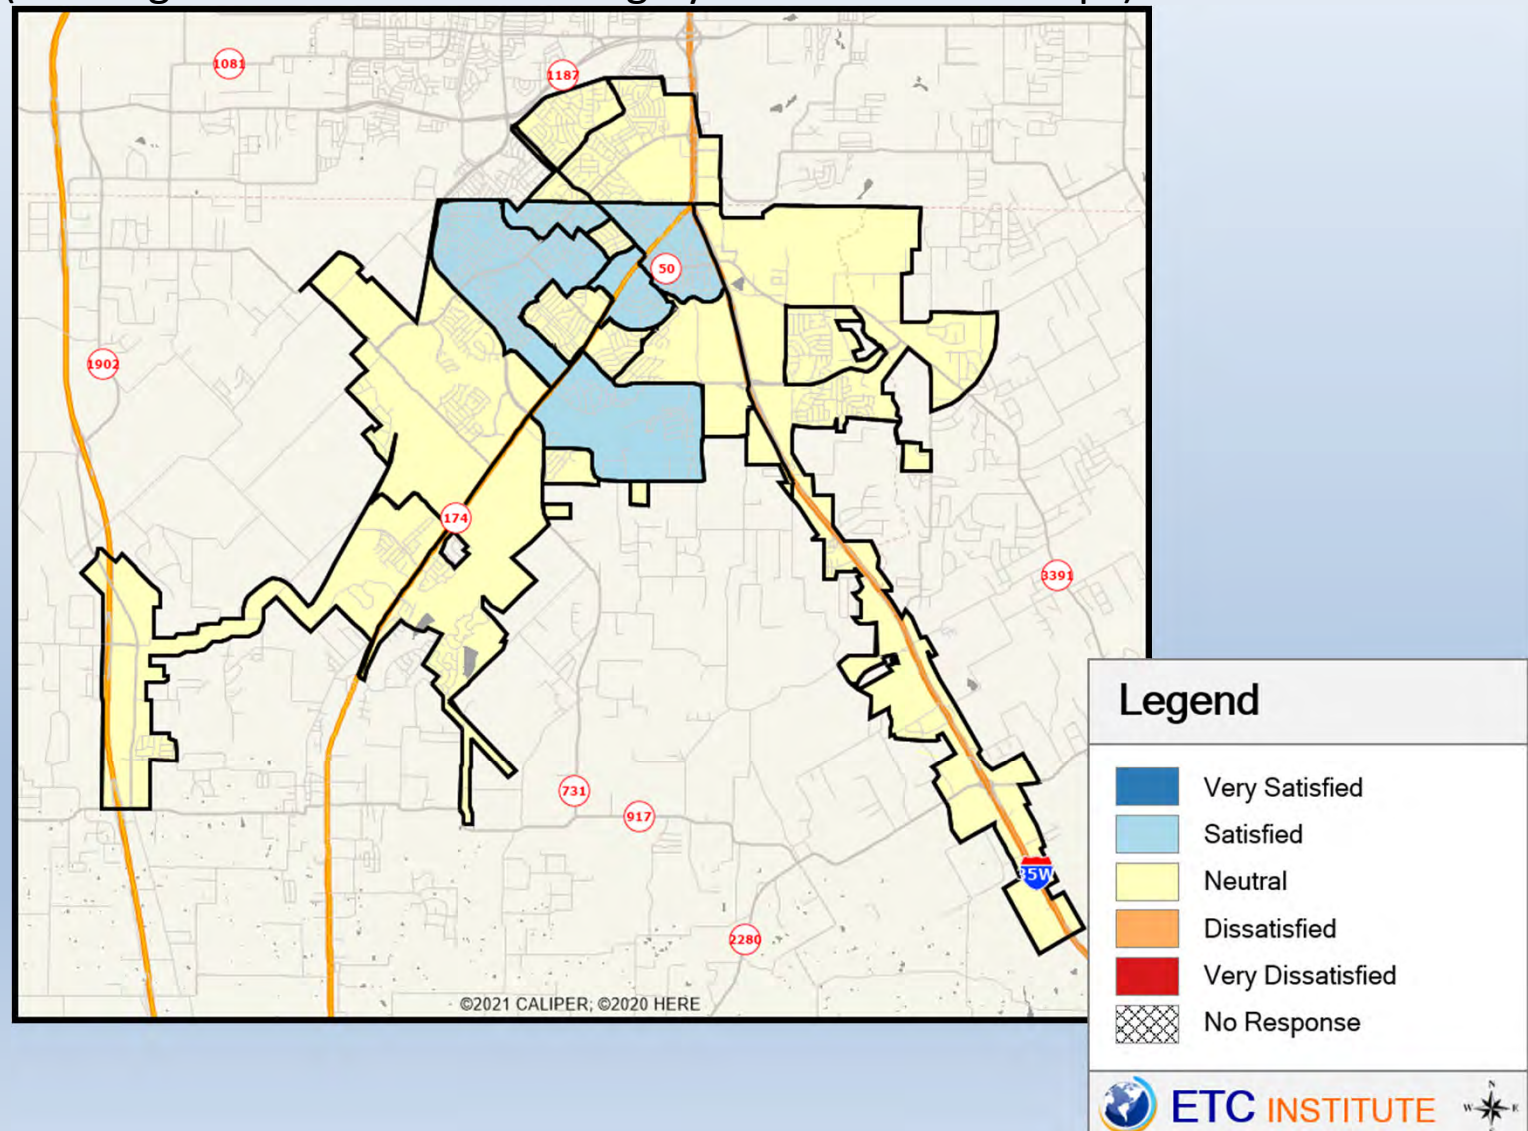 1081
1187
50
1902
174
3391
731
917
35W
2280
©2021 CALIPER; ©2020 HERE
Legend
Very Satisfied
Satisfied
Neutral
Dissatisfied
Very Dissatisfied
No Response
ETC INSTITUTE
N
W E